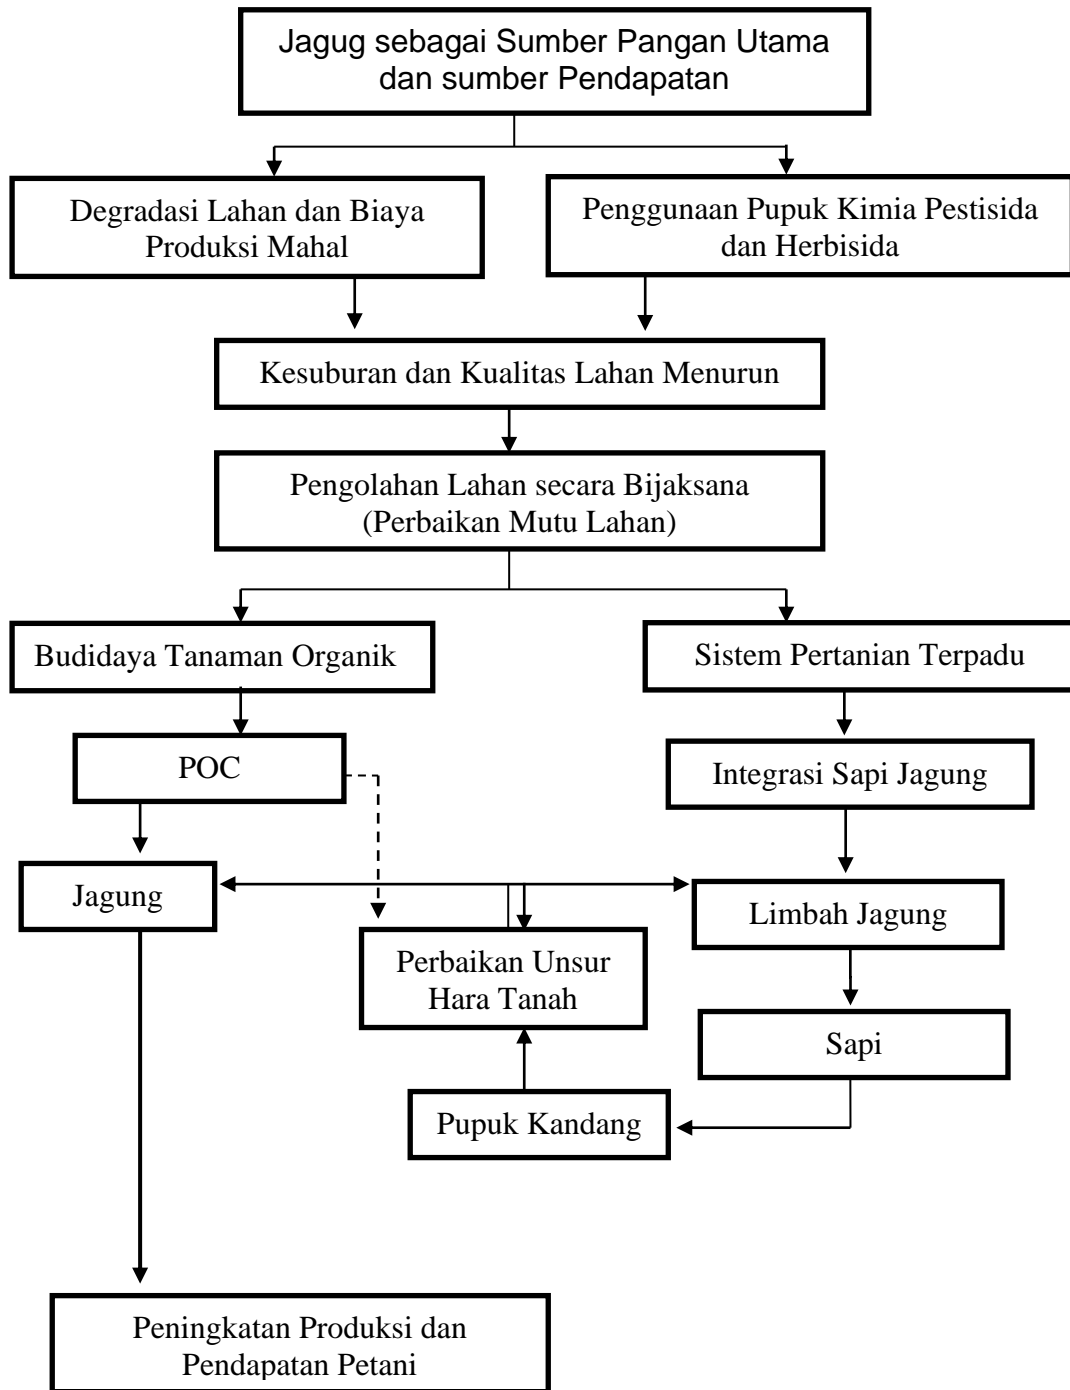 Jagug sebagai Sumber Pangan Utama
dan sumber Pendapatan
Degradasi Lahan dan Biaya
Produksi Mahal
Penggunaan Pupuk Kimia Pestisida
dan Herbisida
Kesuburan dan Kualitas Lahan Menurun
Pengolahan Lahan secara Bijaksana
(Perbaikan Mutu Lahan)
Budidaya Tanaman Organik
Sistem Pertanian Terpadu
POC
Integrasi Sapi Jagung
Jagung
Limbah Jagung
Perbaikan Unsur
Hara Tanah
Sapi
Pupuk Kandang
Peningkatan Produksi dan
Pendapatan Petani